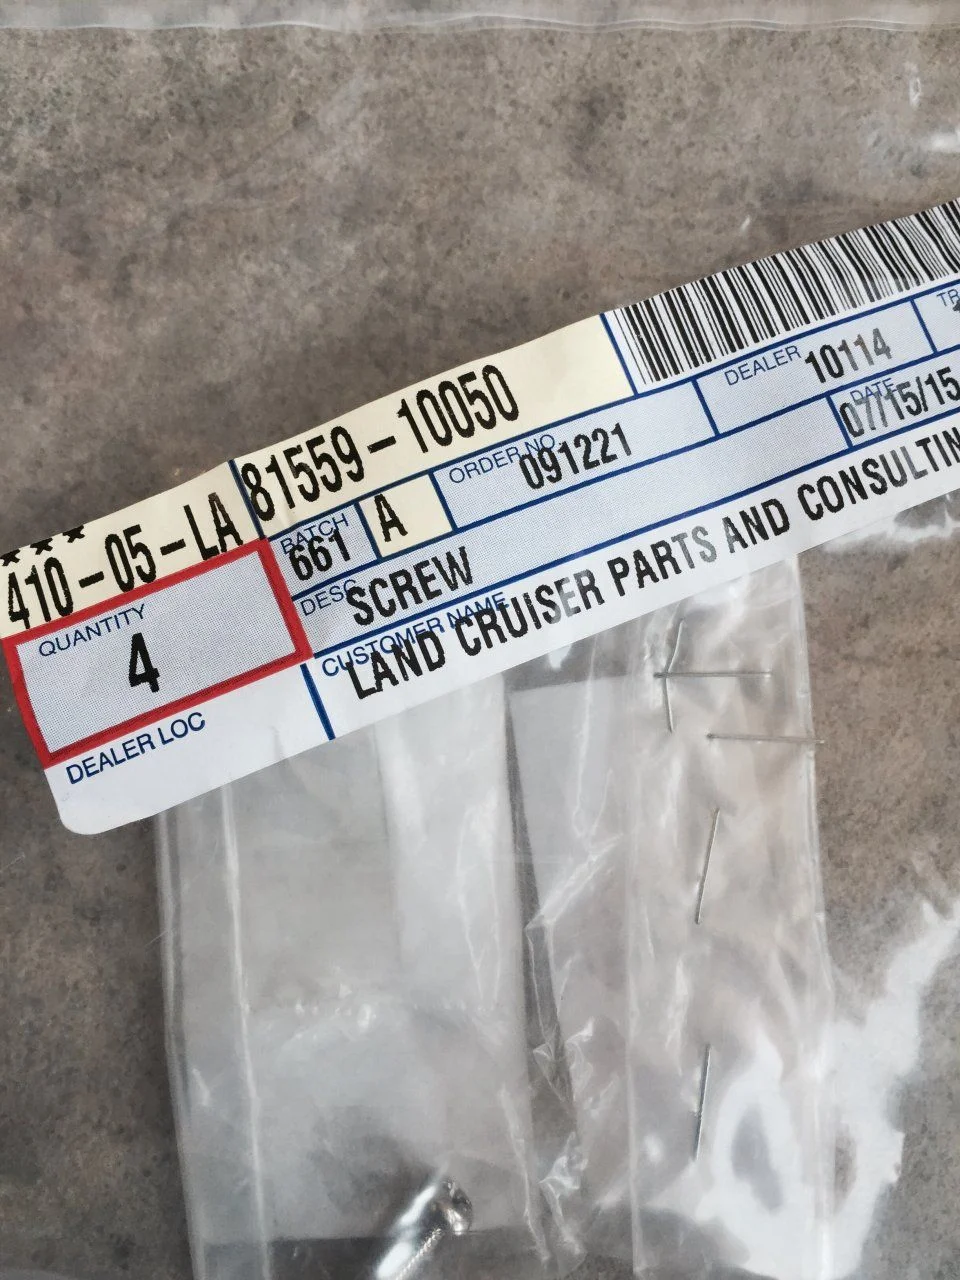 ***
410-05-LA 81559-10050
QUANTITY
4
BATCH
661
A
ORDER NO
091221
DEALER
10114
DATE
07/15/15
DESC
SCREW
CUSTOMER NAME
LAND CRUISER PARTS AND CONSULTIN
DEALER LOC